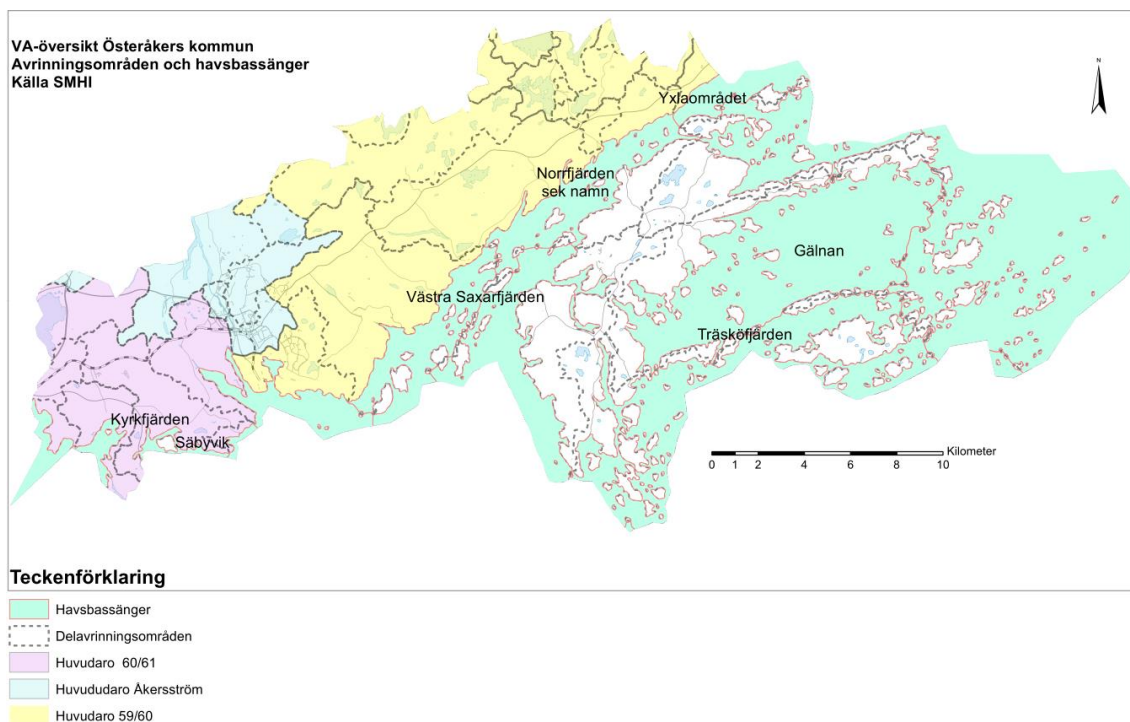 VA-översikt Österåkers kommun
Avrinningsområden och havsbassänger
Källa SMHI
N
Yxlaområdet
Norrfjärden
sek namn
Gälnan
Västra Saxarfjärden
Träsköfjärden
Kyrkfjärden
Säbyvik
Kilometer
0 1 2 4 6 8 10
Teckenförklaring
Havsbassänger
Delavrinningsområden
Huvudaro 60/61
Huvududaro Åkersström
Huvudaro 59/60